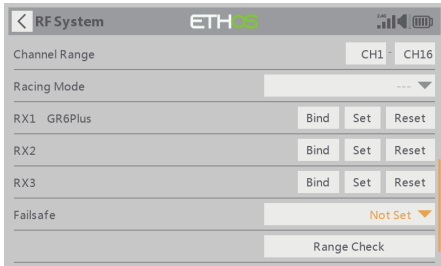 RF System ETHOS
Channel Range CH1 - CH16
Racing Mode ---
RX1 GR6Plus Bind Set Reset
RX2 Bind Set Reset
RX3 Bind Set Reset
Failsafe Not Set
Range Check